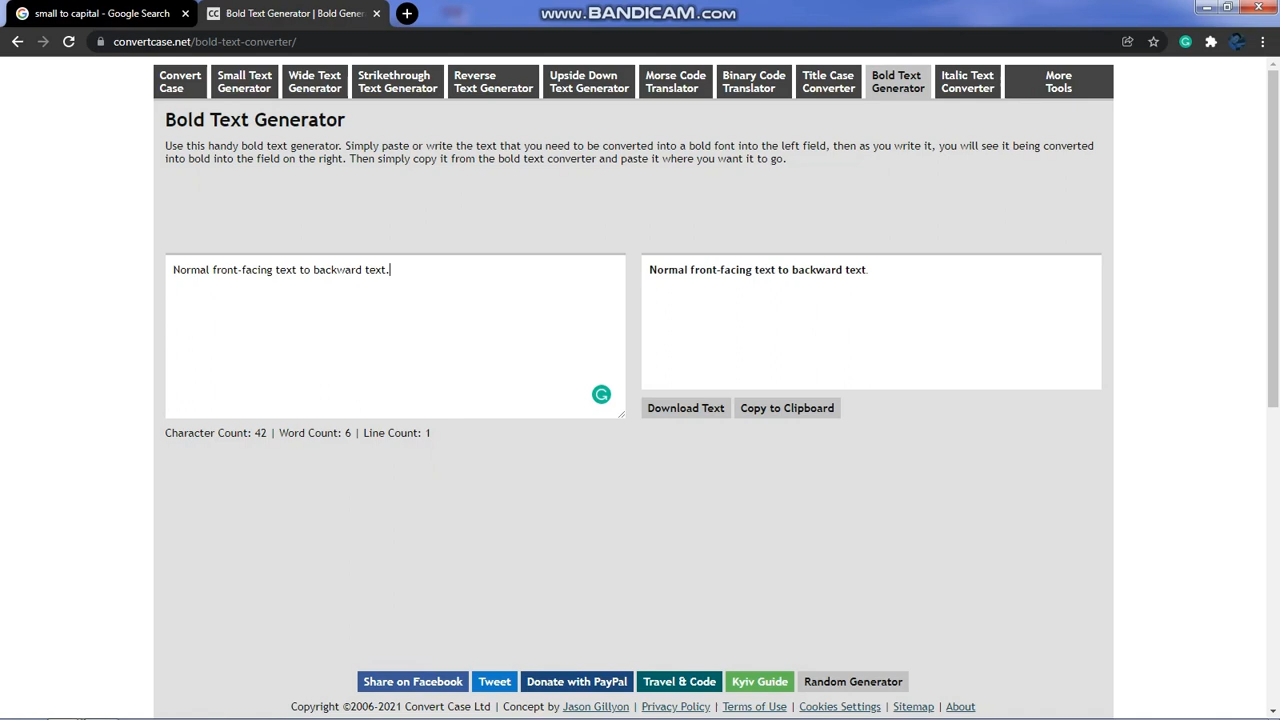 small to capital - Google Search
CC Bold Text Generator | Bold Gener
www.BANDICAM.com
convertcase.net/bold-text-converter/
Convert Case
Small Text Generator
Wide Text Generator
Strikethrough Text Generator
Reverse Text Generator
Upside Down Text Generator
Morse Code Translator
Binary Code Translator
Title Case Converter
Bold Text Generator
Italic Text Converter
More Tools
Bold Text Generator
Use this handy bold text generator. Simply paste or write the text that you need to be converted into a bold font into the left field, then as you write it, you will see it being converted
into bold into the field on the right. Then simply copy it from the bold text converter and paste it where you want it to go.
Normal front-facing text to backward text.
Normal front-facing text to backward text.
Download Text
Copy to Clipboard
Character Count: 42 | Word Count: 6 | Line Count: 1
Share on Facebook
Tweet
Donate with PayPal
Travel & Code
Kyiv Guide
Random Generator
Copyright ©2006-2021 Convert Case Ltd | Concept by Jason Gillyon | Privacy Policy | Terms of Use | Cookies Settings | Sitemap | About